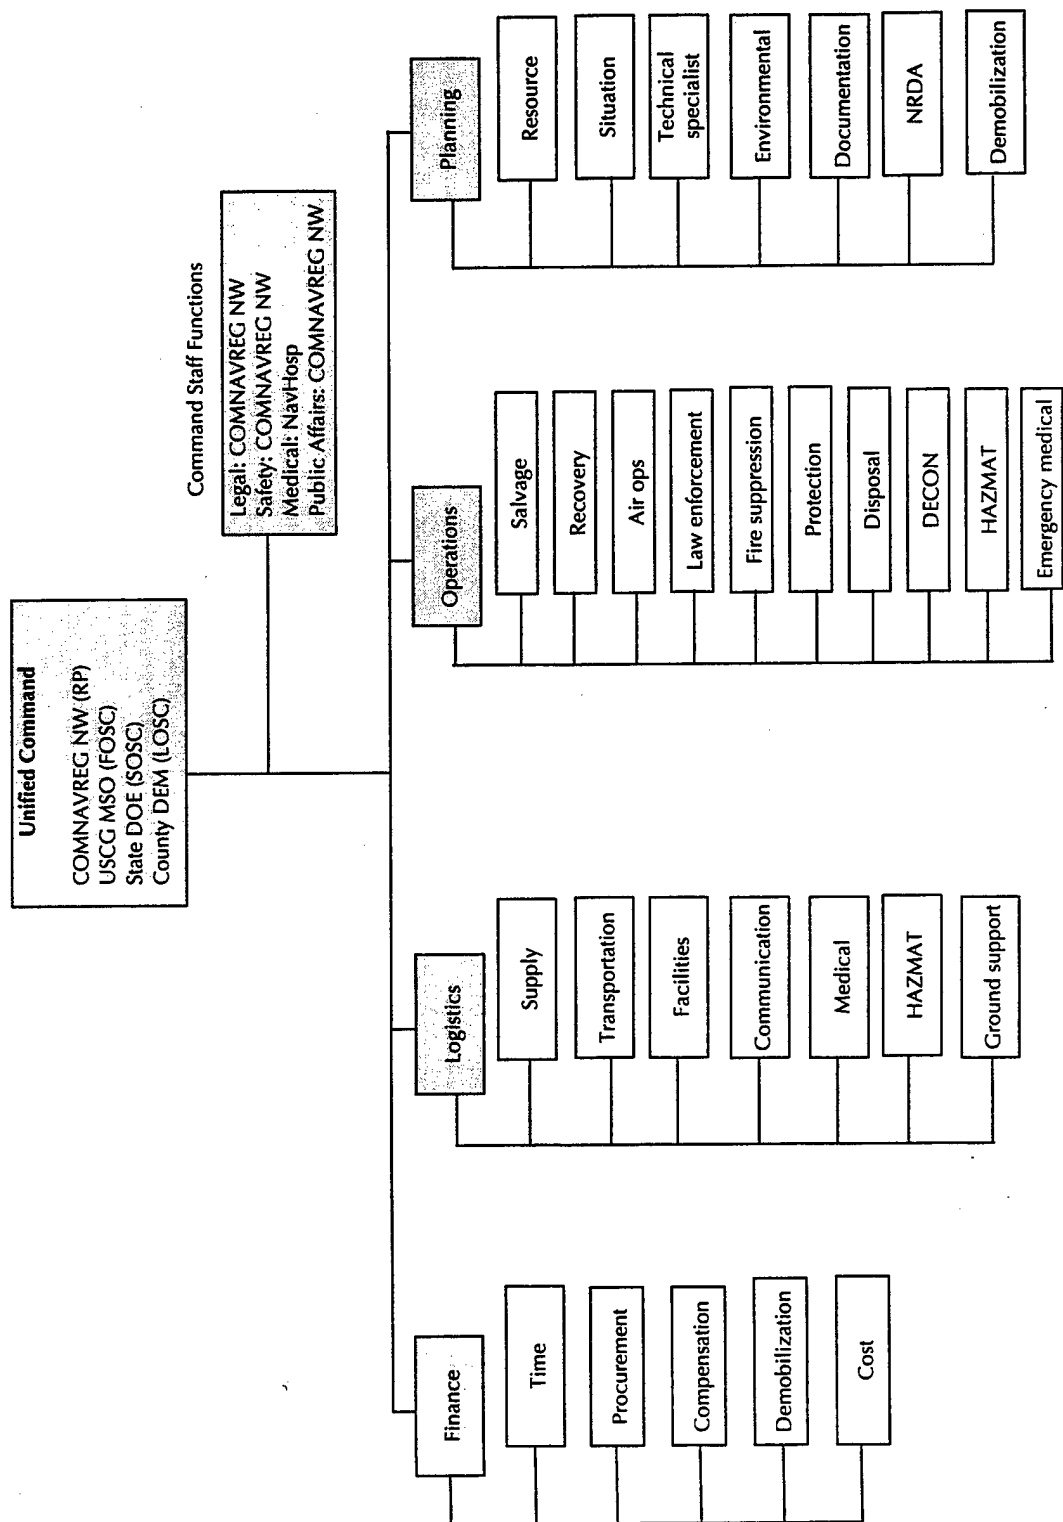 Unified Command
COMNAVREG NW (RP)
USCG MSO (FOSC)
State DOE (SOSC)
County DEM (LOSC)
Command Staff Functions
Legal: COMNAVREG NW
Safety: COMNAVREG NW
Medical: NavHosp
Public Affairs: COMNAVREG NW
Finance
Time
Procurement
Compensation
Demobilization
Cost
Logistics
Supply
Transportation
Facilities
Communication
Medical
HAZMAT
Ground support
Operations
Salvage
Recovery
Air ops
Law enforcement
Fire suppression
Protection
Disposal
DECON
HAZMAT
Emergency medical
Planning
Resource
Situation
Technical
specialist
Environmental
Documentation
NRDA
Demobilization